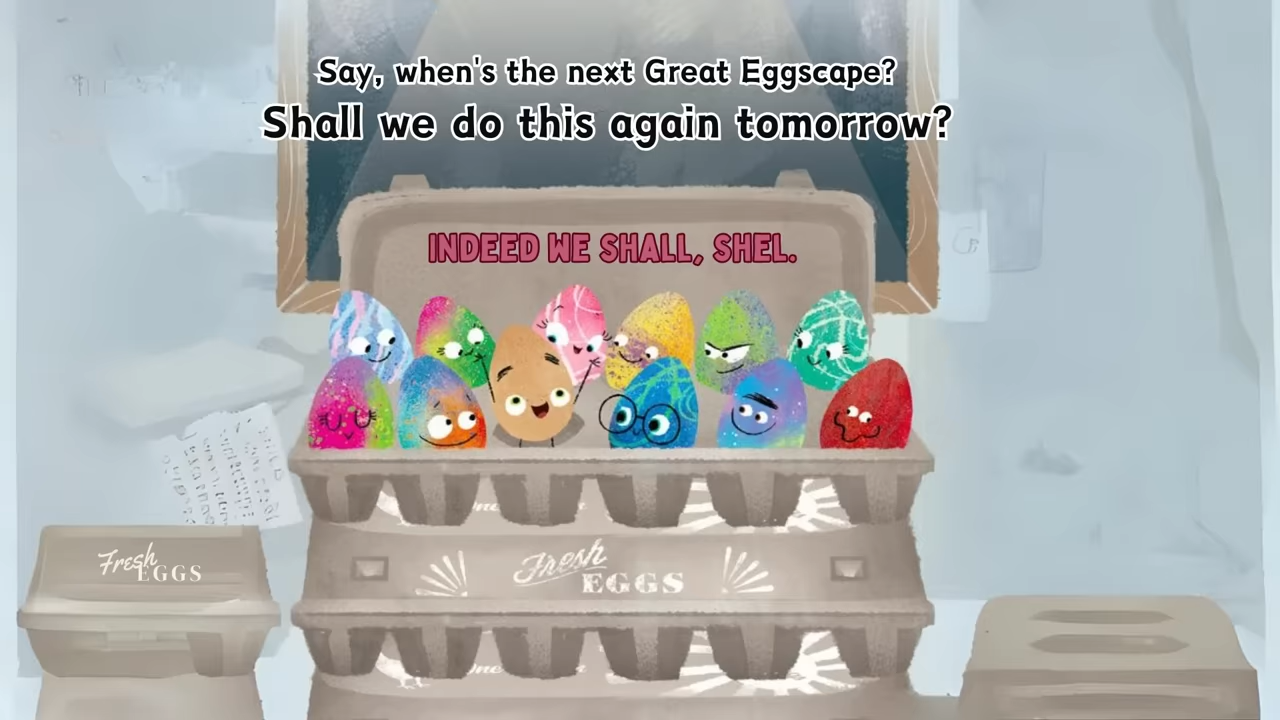 Say, when's the next Great Eggscape?
Shall we do this again tomorrow?
INDEED WE SHALL, SHEL.
Fresh
EGGS
Fresh
EGGS